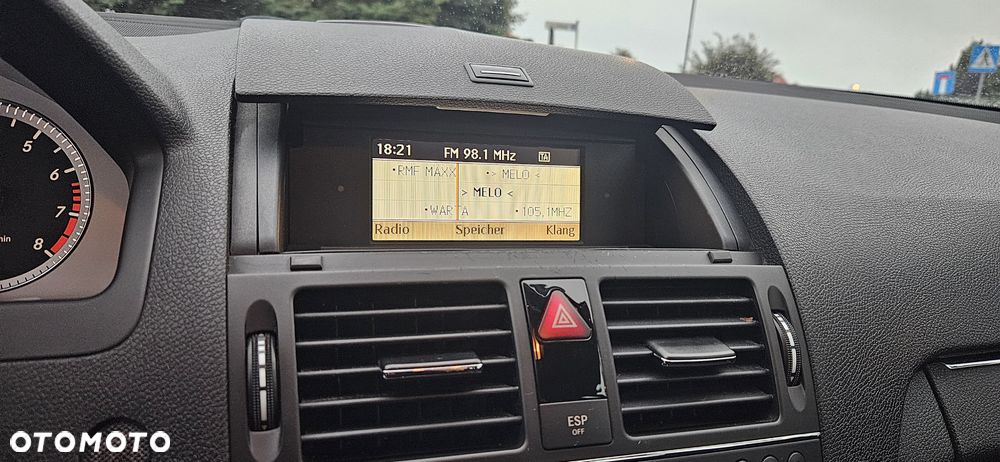 18:21 FM 98.1 MHz TA
•RMF MAXX •> MELO <
> MELO <
•WARTA •105,1MHZ
Radio Speicher Klang
5
6
7
8
min
ESP
OFF
OTOMOTO